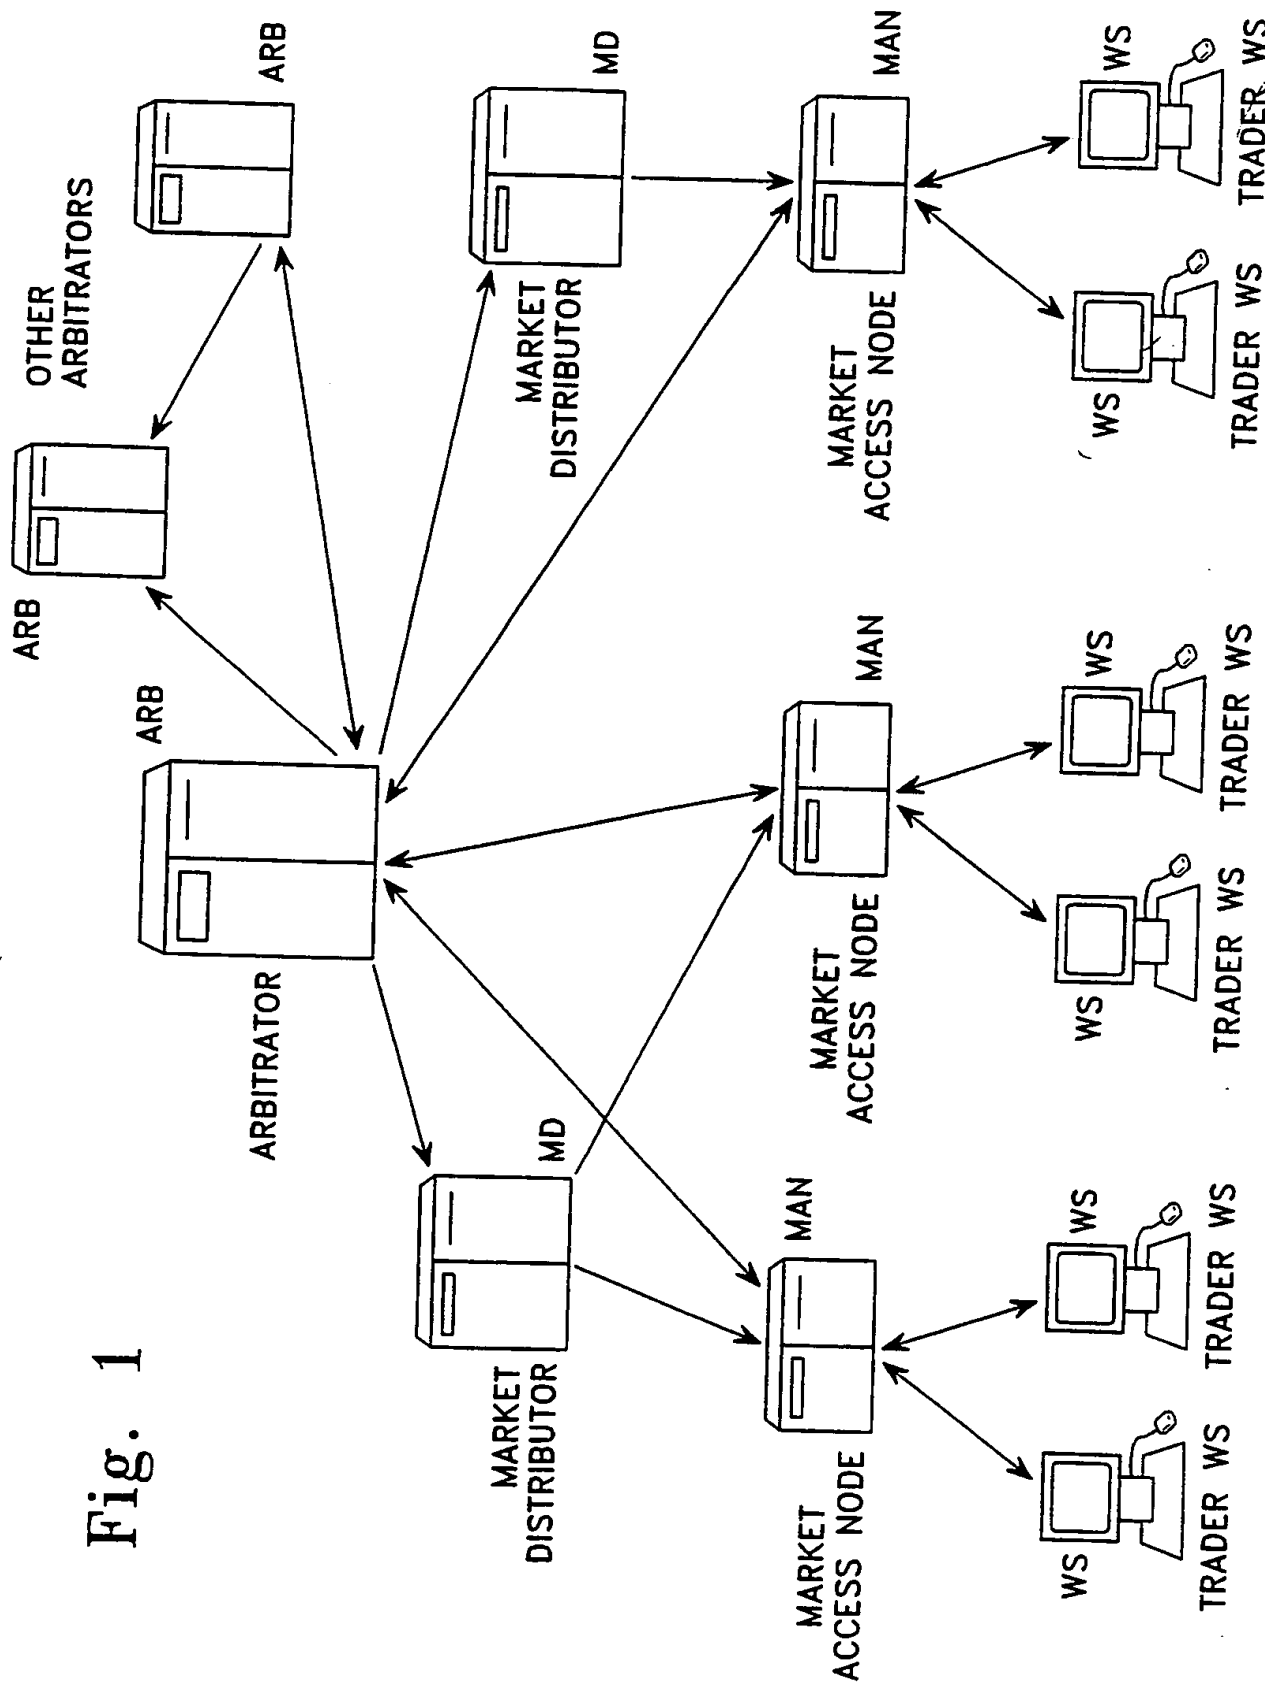 Fig. 1
OTHER
ARBITRATORS
ARB
ARB
ARB
ARBITRATOR
MARKET
DISTRIBUTOR
MD
MARKET
DISTRIBUTOR
MD
MARKET
ACCESS NODE
MAN
MARKET
ACCESS NODE
MAN
MARKET
ACCESS NODE
MAN
WS
TRADER WS
WS
TRADER WS
WS
TRADER WS
WS
TRADER WS
WS
TRADER WS
WS
TRADER WS